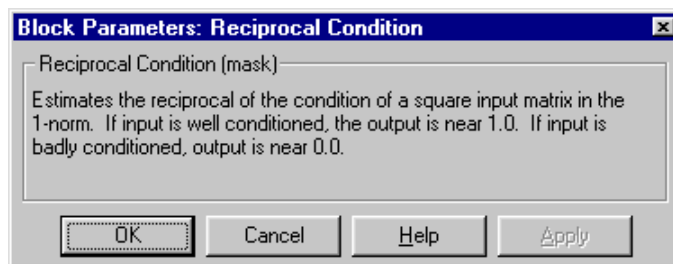 Block Parameters: Reciprocal Condition
Reciprocal Condition (mask)
Estimates the reciprocal of the condition of a square input matrix in the
1-norm. If input is well conditioned, the output is near 1.0. If input is
badly conditioned, output is near 0.0.
OK Cancel Help Apply